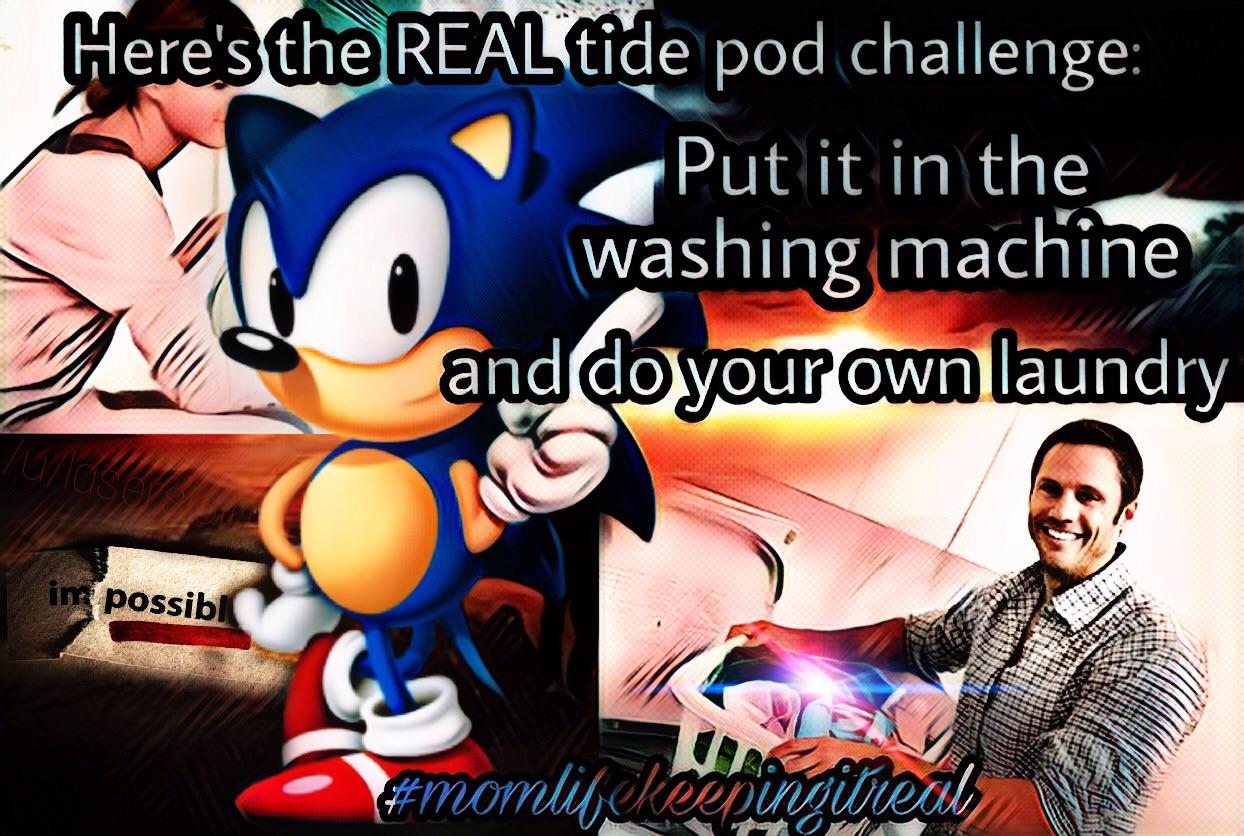 Here's the REAL tide pod challenge:
Put it in the
washing machine
and do your own laundry
im possibl
#momlifekeepingitreal